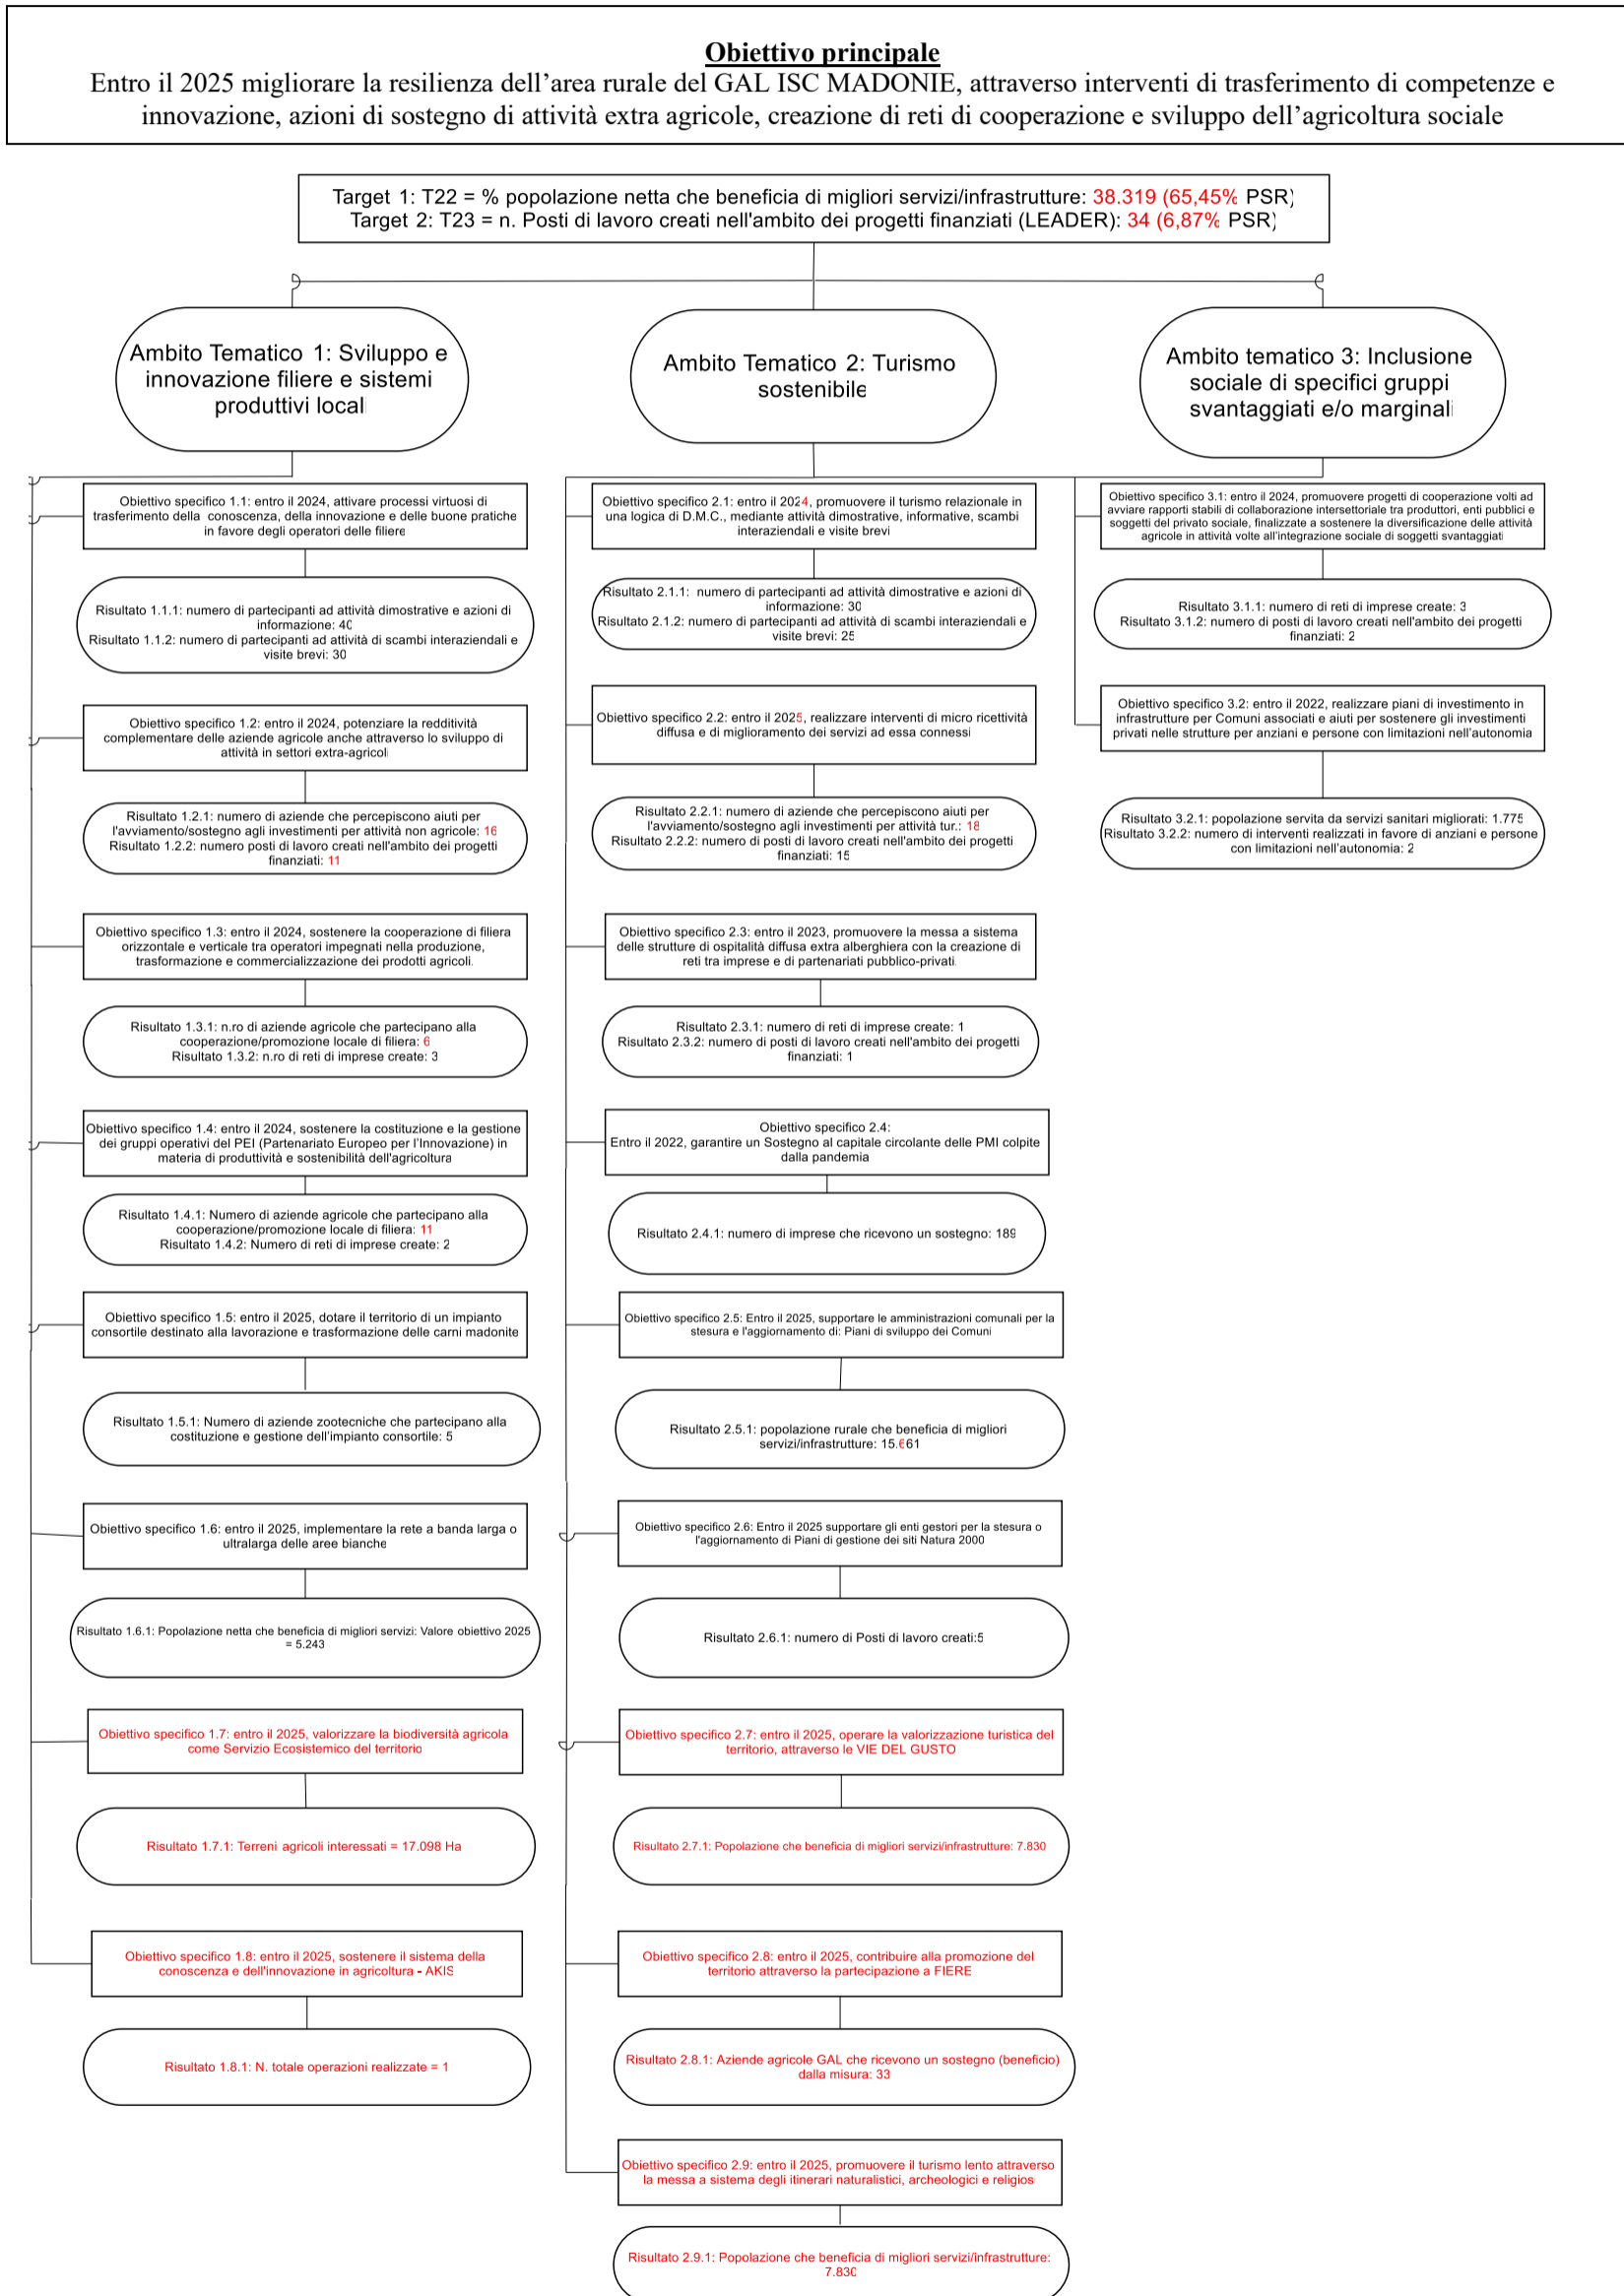 Obiettivo principale
Entro il 2025 migliorare la resilienza dell’area rurale del GAL ISC MADONIE, attraverso interventi di trasferimento di competenze e
innovazione, azioni di sostegno di attività extra agricole, creazione di reti di cooperazione e sviluppo dell’agricoltura sociale
Target 1: T22 = % popolazione netta che beneficia di migliori servizi/infrastrutture: 38.319 (65,45% PSR)
Target 2: T23 = n. Posti di lavoro creati nell'ambito dei progetti finanziati (LEADER): 34 (6,87% PSR)
Ambito Tematico 1: Sviluppo e
innovazione filiere e sistemi
produttivi locali
Obiettivo specifico 1.1: entro il 2024, attivare processi virtuosi di
trasferimento della conoscenza, della innovazione e delle buone pratiche
in favore degli operatori delle filiere
Risultato 1.1.1: numero di partecipanti ad attività dimostrative e azioni di
informazione: 40
Risultato 1.1.2: numero di partecipanti ad attività di scambi interaziendali e
visite brevi: 30
Obiettivo specifico 1.2: entro il 2024, potenziare la redditività
complementare delle aziende agricole anche attraverso lo sviluppo di
attività in settori extra-agricoli
Risultato 1.2.1: numero di aziende che percepiscono aiuti per
l'avviamento/sostegno agli investimenti per attività non agricole: 16
Risultato 1.2.2: numero posti di lavoro creati nell'ambito dei progetti
finanziati: 11
Obiettivo specifico 1.3: entro il 2024, sostenere la cooperazione di filiera
orizzontale e verticale tra operatori impegnati nella produzione,
trasformazione e commercializzazione dei prodotti agricoli.
Risultato 1.3.1: n.ro di aziende agricole che partecipano alla
cooperazione/promozione locale di filiera: 6
Risultato 1.3.2: n.ro di reti di imprese create: 3
Obiettivo specifico 1.4: entro il 2024, sostenere la costituzione e la gestione
dei gruppi operativi del PEI (Partenariato Europeo per l’Innovazione) in
materia di produttività e sostenibilità dell'agricoltura
Risultato 1.4.1: Numero di aziende agricole che partecipano alla
cooperazione/promozione locale di filiera: 11
Risultato 1.4.2: Numero di reti di imprese create: 2
Obiettivo specifico 1.5: entro il 2025, dotare il territorio di un impianto
consortile destinato alla lavorazione e trasformazione delle carni madonite
Risultato 1.5.1: Numero di aziende zootecniche che partecipano alla
costituzione e gestione dell’impianto consortile: 5
Obiettivo specifico 1.6: entro il 2025, implementare la rete a banda larga o
ultralarga delle aree bianche
Risultato 1.6.1: Popolazione netta che beneficia di migliori servizi: Valore obiettivo 2025
= 5.243
Obiettivo specifico 1.7: entro il 2025, valorizzare la biodiversità agricola
come Servizio Ecosistemico del territorio
Risultato 1.7.1: Terreni agricoli interessati = 17.098 Ha
Obiettivo specifico 1.8: entro il 2025, sostenere il sistema della
conoscenza e dell'innovazione in agricoltura - AKIS
Risultato 1.8.1: N. totale operazioni realizzate = 1
Ambito Tematico 2: Turismo
sostenibile
Obiettivo specifico 2.1: entro il 2024, promuovere il turismo relazionale in
una logica di D.M.C., mediante attività dimostrative, informative, scambi
interaziendali e visite brevi
Risultato 2.1.1: numero di partecipanti ad attività dimostrative e azioni di
informazione: 30
Risultato 2.1.2: numero di partecipanti ad attività di scambi interaziendali e
visite brevi: 25
Obiettivo specifico 2.2: entro il 2025, realizzare interventi di micro ricettività
diffusa e di miglioramento dei servizi ad essa connessi
Risultato 2.2.1: numero di aziende che percepiscono aiuti per
l'avviamento/sostegno agli investimenti per attività tur.: 18
Risultato 2.2.2: numero di posti di lavoro creati nell'ambito dei progetti
finanziati: 15
Obiettivo specifico 2.3: entro il 2023, promuovere la messa a sistema
delle strutture di ospitalità diffusa extra alberghiera con la creazione di
reti tra imprese e di partenariati pubblico-privati.
Risultato 2.3.1: numero di reti di imprese create: 1
Risultato 2.3.2: numero di posti di lavoro creati nell'ambito dei progetti
finanziati: 1
Obiettivo specifico 2.4:
Entro il 2022, garantire un Sostegno al capitale circolante delle PMI colpite
dalla pandemia
Risultato 2.4.1: numero di imprese che ricevono un sostegno: 189
Obiettivo specifico 2.5: Entro il 2025, supportare le amministrazioni comunali per la
stesura e l'aggiornamento di: Piani di sviluppo dei Comuni
Risultato 2.5.1: popolazione rurale che beneficia di migliori
servizi/infrastrutture: 15.661
Obiettivo specifico 2.6: Entro il 2025 supportare gli enti gestori per la stesura o
l'aggiornamento di Piani di gestione dei siti Natura 2000
Risultato 2.6.1: numero di Posti di lavoro creati:5
Obiettivo specifico 2.7: entro il 2025, operare la valorizzazione turistica del
territorio, attraverso le VIE DEL GUSTO
Risultato 2.7.1: Popolazione che beneficia di migliori servizi/infrastrutture: 7.830
Obiettivo specifico 2.8: entro il 2025, contribuire alla promozione del
territorio attraverso la partecipazione a FIERE
Risultato 2.8.1: Aziende agricole GAL che ricevono un sostegno (beneficio)
dalla misura: 33
Obiettivo specifico 2.9: entro il 2025, promuovere il turismo lento attraverso
la messa a sistema degli itinerari naturalistici, archeologici e religiosi
Risultato 2.9.1: Popolazione che beneficia di migliori servizi/infrastrutture:
7.830
Ambito tematico 3: Inclusione
sociale di specifici gruppi
svantaggiati e/o marginali
Obiettivo specifico 3.1: entro il 2024, promuovere progetti di cooperazione volti ad
avviare rapporti stabili di collaborazione intersettoriale tra produttori, enti pubblici e
soggetti del privato sociale, finalizzate a sostenere la diversificazione delle attività
agricole in attività volte all’integrazione sociale di soggetti svantaggiati
Risultato 3.1.1: numero di reti di imprese create: 3
Risultato 3.1.2: numero di posti di lavoro creati nell'ambito dei progetti
finanziati: 2
Obiettivo specifico 3.2: entro il 2022, realizzare piani di investimento in
infrastrutture per Comuni associati e aiuti per sostenere gli investimenti
privati nelle strutture per anziani e persone con limitazioni nell’autonomia
Risultato 3.2.1: popolazione servita da servizi sanitari migliorati: 1.775
Risultato 3.2.2: numero di interventi realizzati in favore di anziani e persone
con limitazioni nell’autonomia: 2